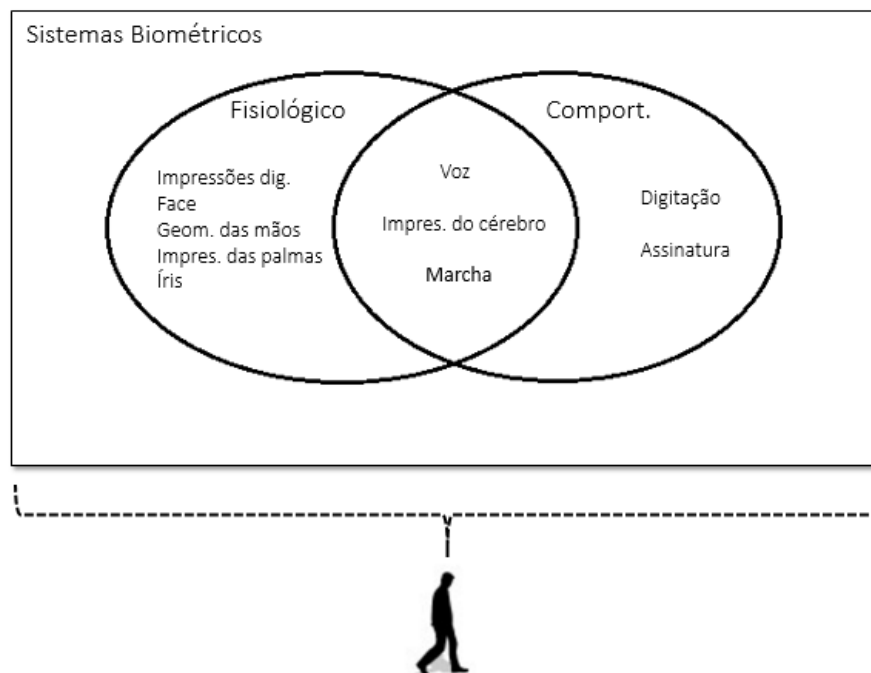 Sistemas Biométricos
Fisiológico
Comport.
Impressões dig.
Face
Geom. das mãos
Impres. das palmas
Íris
Voz
Impres. do cérebro
Marcha
Digitação
Assinatura